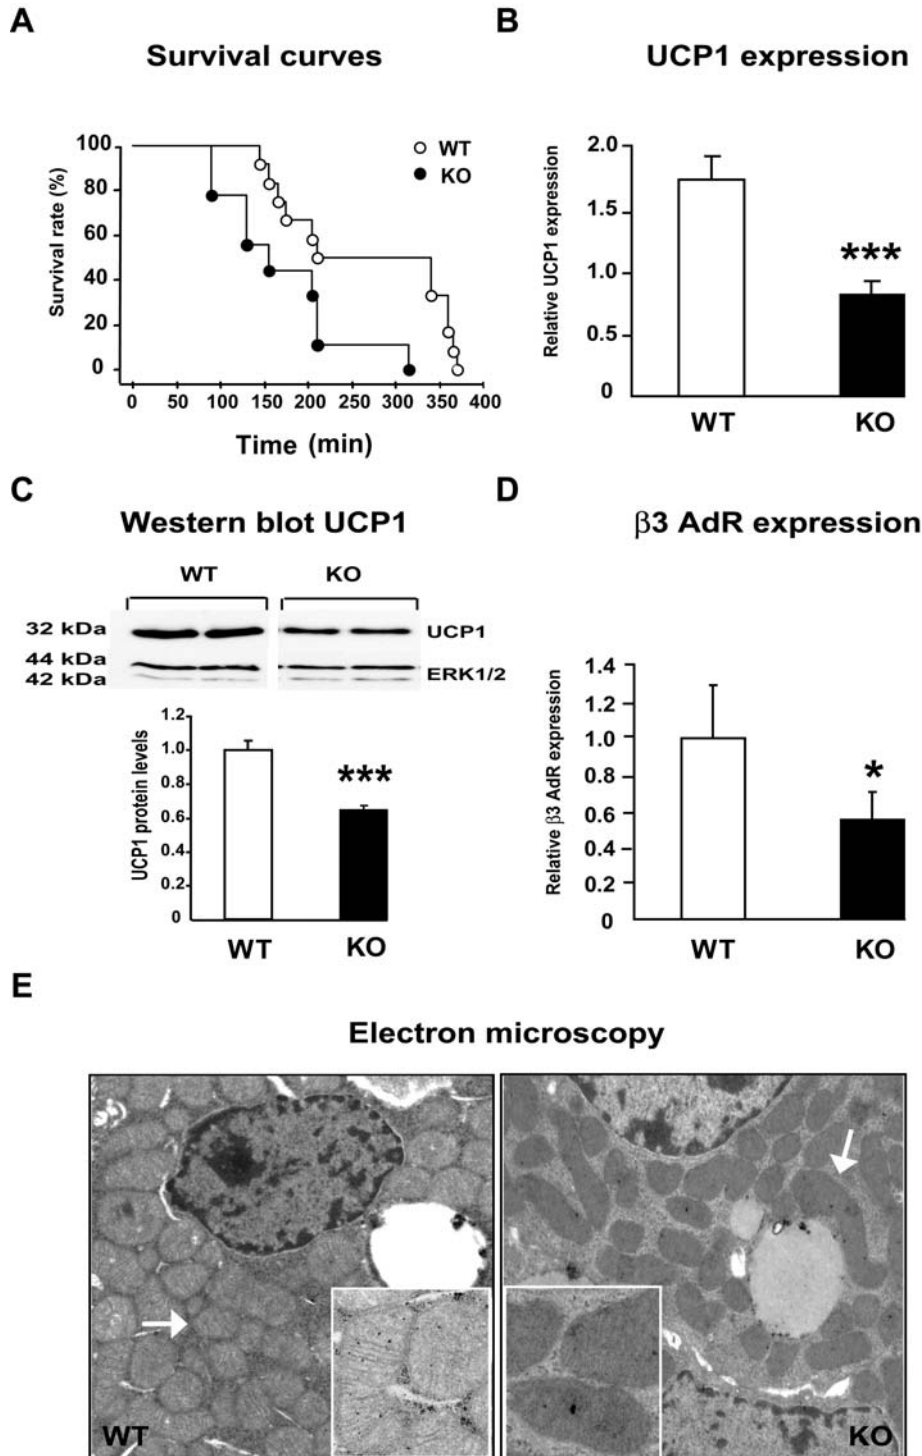 A
Survival curves
100
80
60
40
20
0
Survival rate (%)
WT
KO
0 50 100 150 200 250 300 350 400
Time (min)
B
UCP1 expression
2.0
1.5
1.0
0.5
0
Relative UCP1 expression
***
WT KO
C
Western blot UCP1
WT KO
32 kDa UCP1
44 kDa
42 kDa ERK1/2
1.2
1.0
0.8
0.6
0.4
0.2
0
UCP1 protein levels
***
WT KO
D
β3 AdR expression
1.4
1.2
1.0
0.8
0.6
0.4
0.2
0
Relative β3 AdR expression
*
WT KO
E
Electron microscopy
WT KO